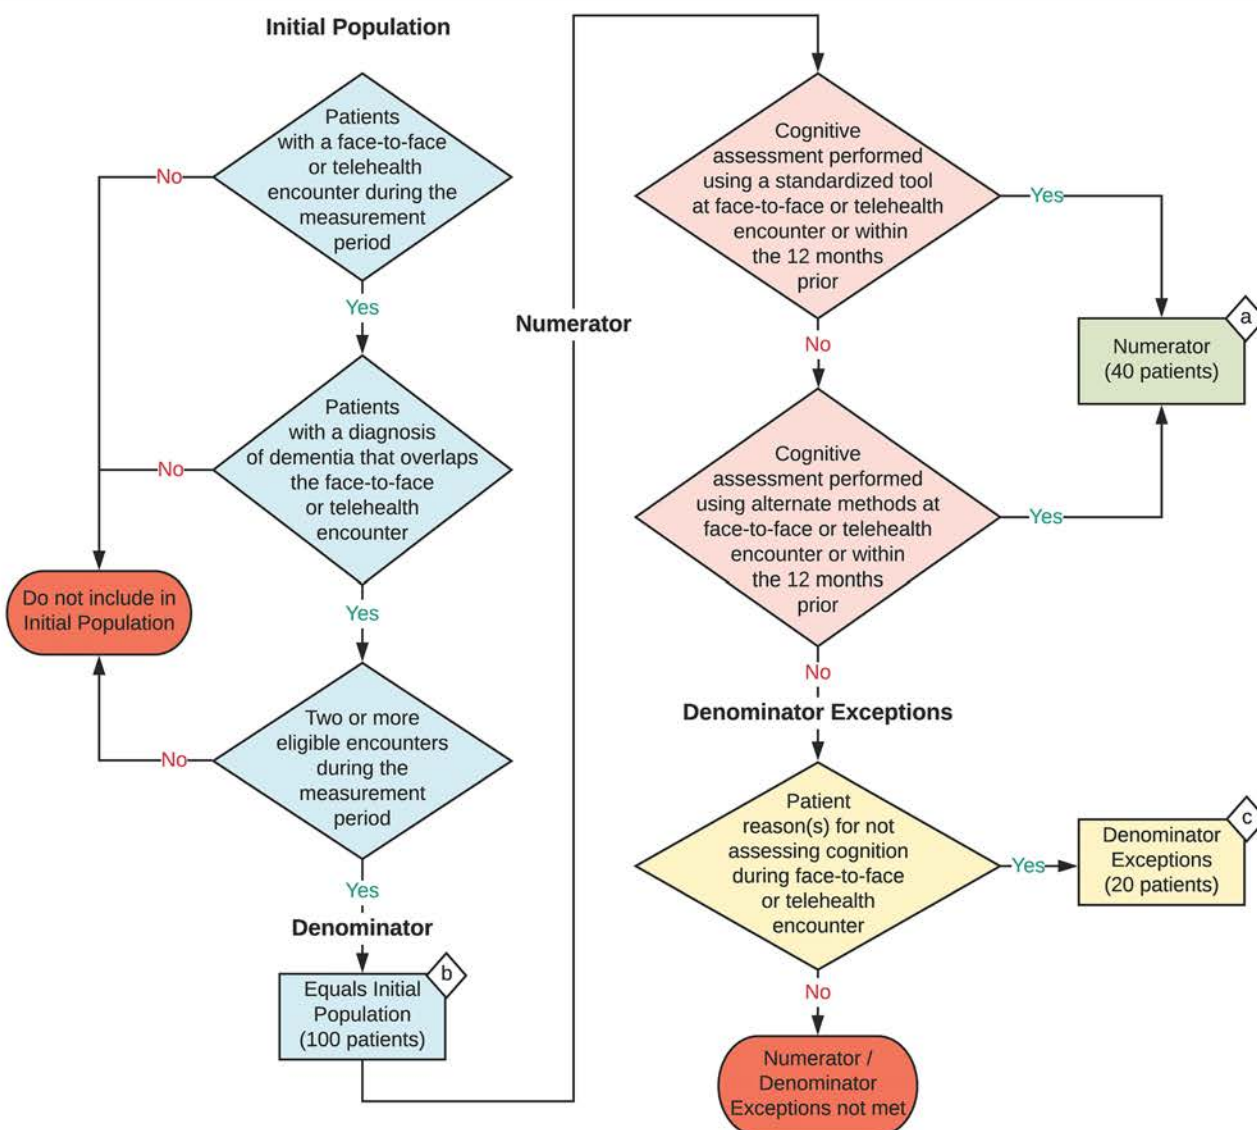 Initial Population
Patients
with a face-to-face
or telehealth
encounter during the
measurement
period
No
Yes
Patients
with a diagnosis
of dementia that overlaps
the face-to-face
or telehealth
encounter
No
Do not include in
Initial Population
Yes
Two or more
eligible encounters
during the
measurement
period
No
Yes
Denominator
b
Equals Initial
Population
(100 patients)
Numerator
Cognitive
assessment performed
using a standardized tool
at face-to-face or telehealth
encounter or within
the 12 months
prior
Yes
a
Numerator
(40 patients)
No
Cognitive
assessment performed
using alternate methods at
face-to-face or telehealth
encounter or within
the 12 months
prior
Yes
No
Denominator Exceptions
Patient
reason(s) for not
assessing cognition
during face-to-face
or telehealth
encounter
Yes
c
Denominator
Exceptions
(20 patients)
No
Numerator /
Denominator
Exceptions not met